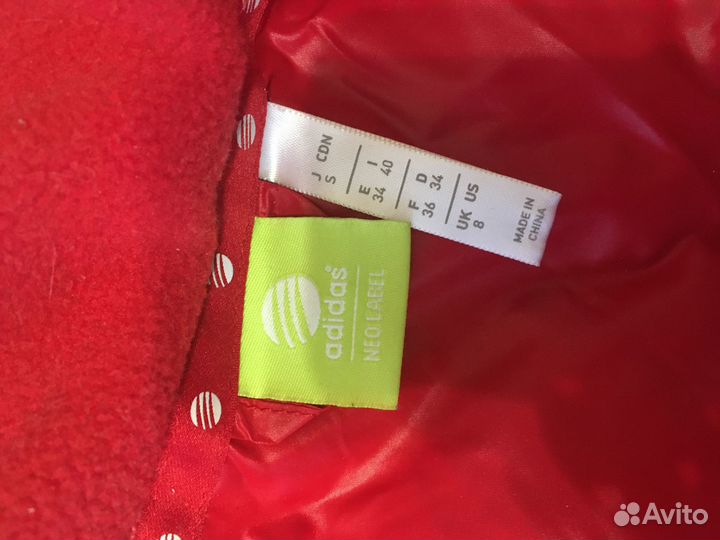 J CDN
S
E I
34 40
F D
36 34
UK US
8
MADE IN
CHINA
adidas®
NEO LABEL
Avito